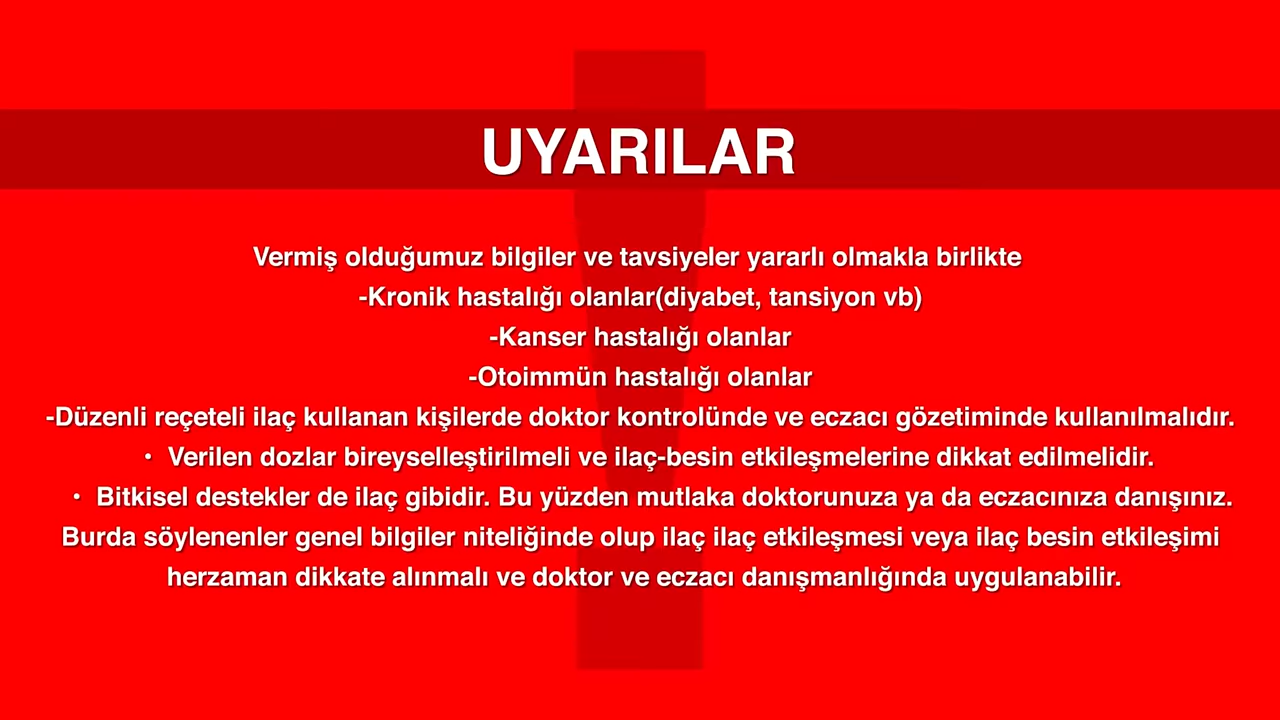 UYARILAR
Vermiş olduğumuz bilgiler ve tavsiyeler yararlı olmakla birlikte
-Kronik hastalığı olanlar(diyabet, tansiyon vb)
-Kanser hastalığı olanlar
-Otoimmün hastalığı olanlar
-Düzenli reçeteli ilaç kullanan kişilerde doktor kontrolünde ve eczacı gözetiminde kullanılmalıdır.
• Verilen dozlar bireyselleştirilmeli ve ilaç-besin etkileşmelerine dikkat edilmelidir.
• Bitkisel destekler de ilaç gibidir. Bu yüzden mutlaka doktorunuza ya da eczacınıza danışınız.
Burda söylenenler genel bilgiler niteliğinde olup ilaç ilaç etkileşmesi veya ilaç besin etkileşimi
herzaman dikkate alınmalı ve doktor ve eczacı danışmanlığında uygulanabilir.